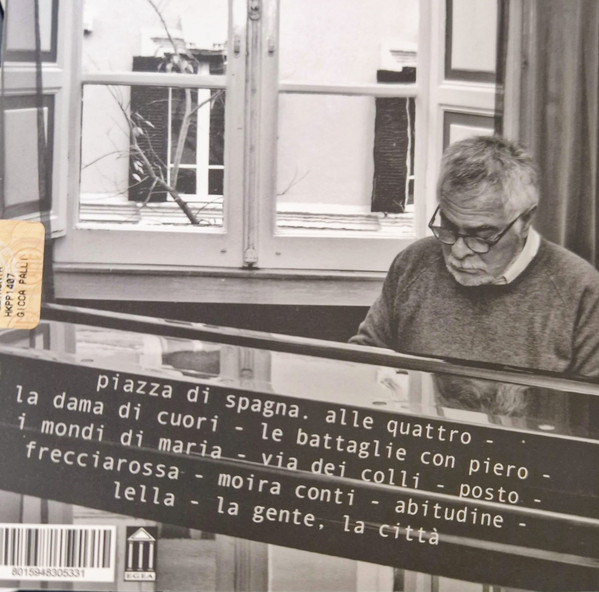 HKPP1407
GICCA PALLI
piazza di spagna. alle quattro -
la dama di cuori - le battaglie con piero -
i mondi di maria - via dei colli - posto -
frecciarossa - moira conti - abitudine -
lella - la gente, la città
8015948305331
EGEA